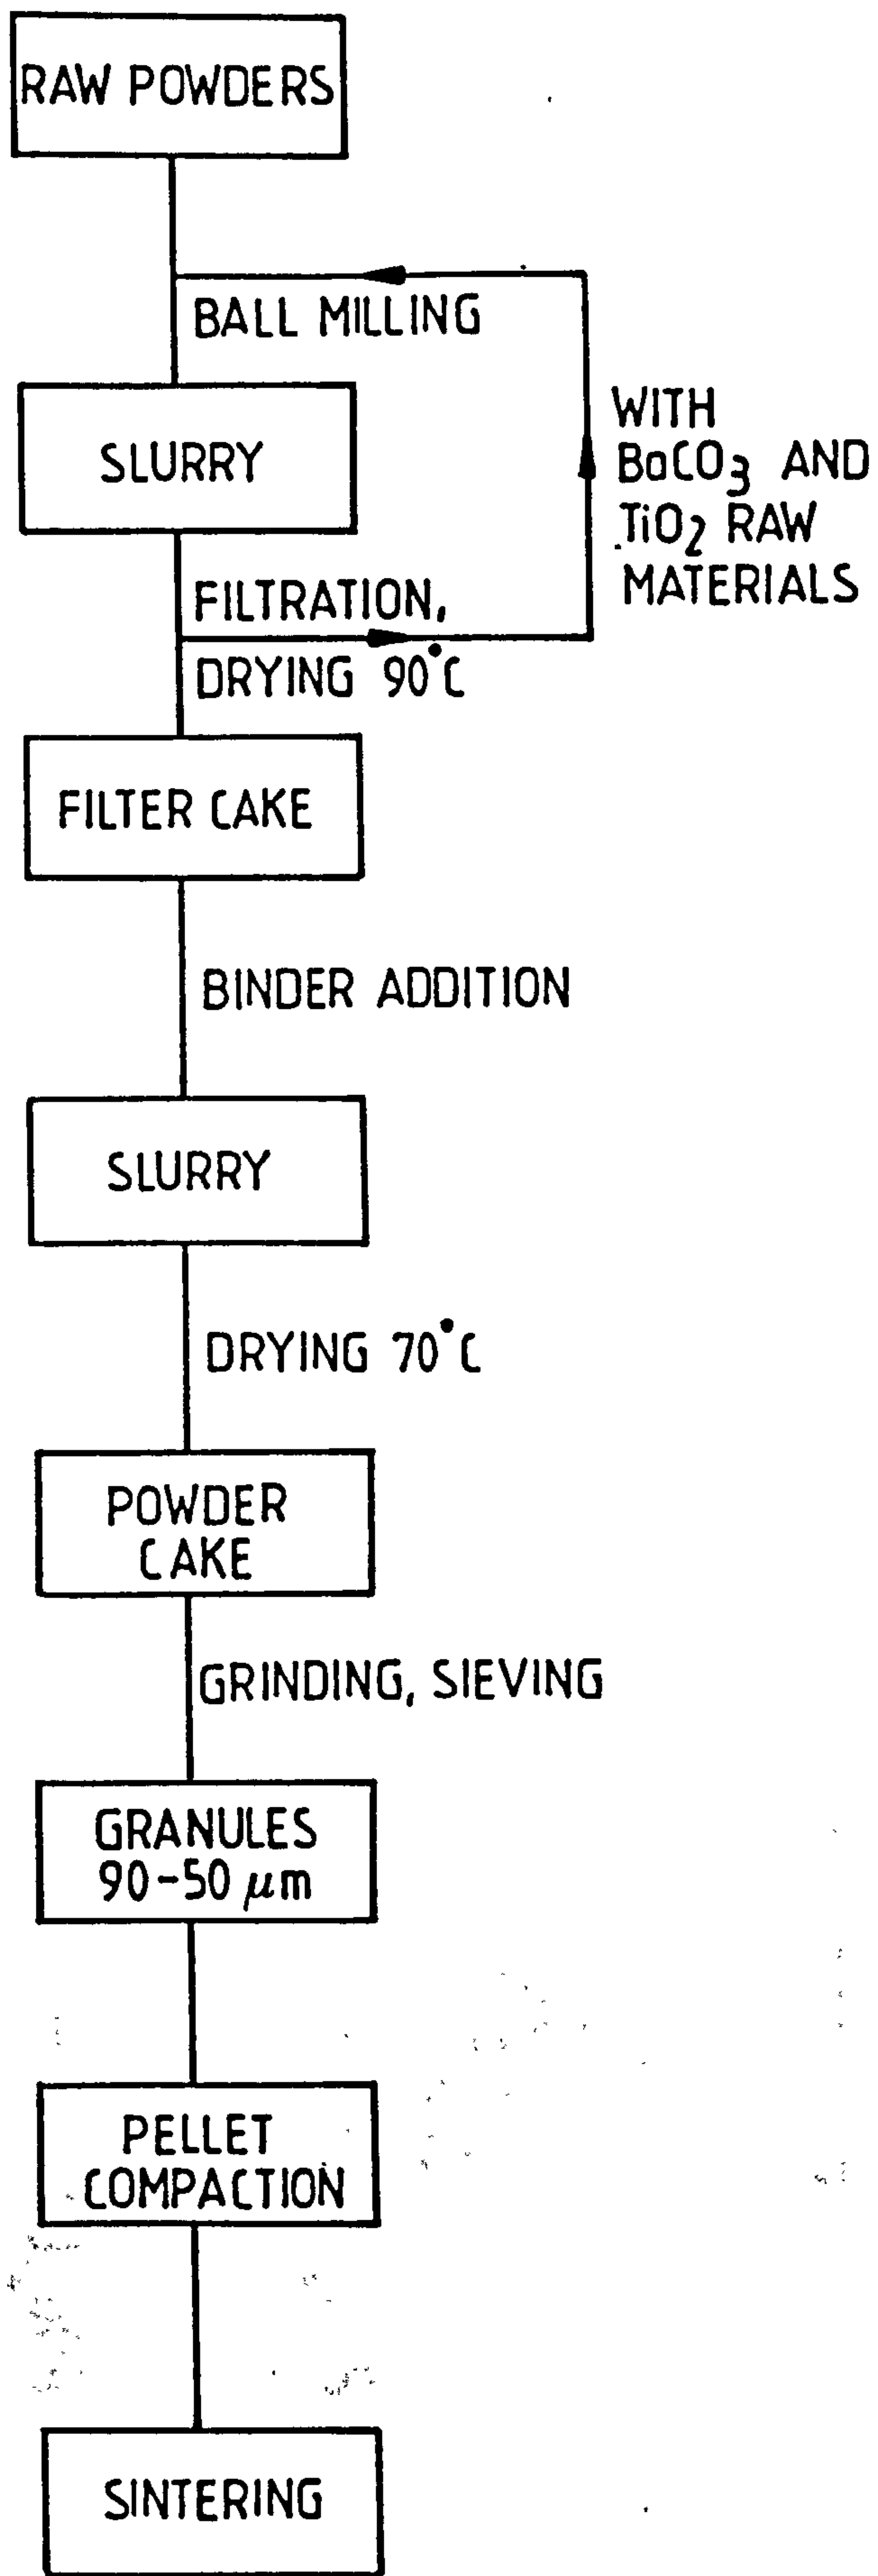 RAW POWDERS
BALL MILLING
SLURRY
WITH
BaCO₃ AND
TiO₂ RAW
MATERIALS
FILTRATION,
DRYING 90°C
FILTER CAKE
BINDER ADDITION
SLURRY
DRYING 70°C
POWDER
CAKE
GRINDING, SIEVING
GRANULES
90-50 μm
PELLET
COMPACTION
SINTERING